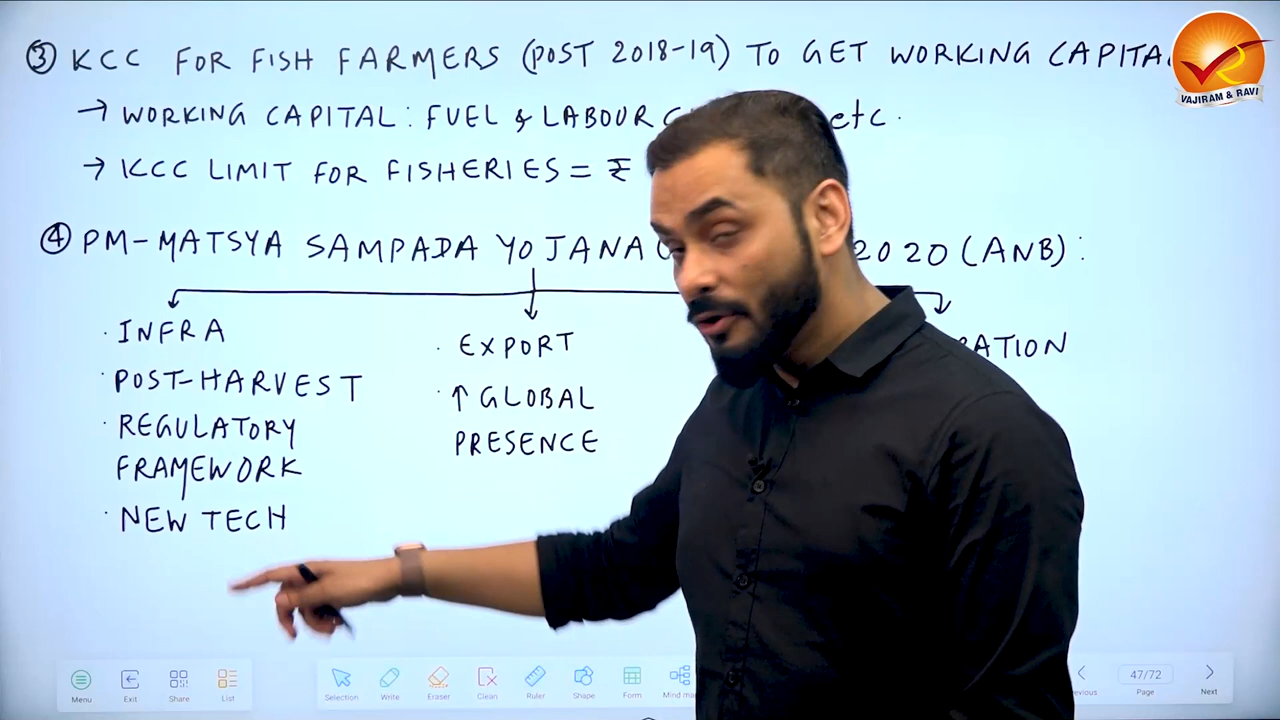 ③ KCC FOR FISH FARMERS (POST 2018-19) TO GET WORKING CAPITA
→ WORKING CAPITAL: FUEL & LABOUR etc.
→ KCC LIMIT FOR FISHERIES = ₹
④ PM-MATSYA SAMPADA YOJANA 2020 (ANB):
· INFRA
· POST-HARVEST
· REGULATORY
FRAMEWORK
· NEW TECH
· EXPORT
· ↑ GLOBAL
PRESENCE
RATION
VAJIRAM & RAVI
Menu Exit Share List Selection Write Eraser Clean Ruler Shape Form Mind ma evious 47/72 Page Next